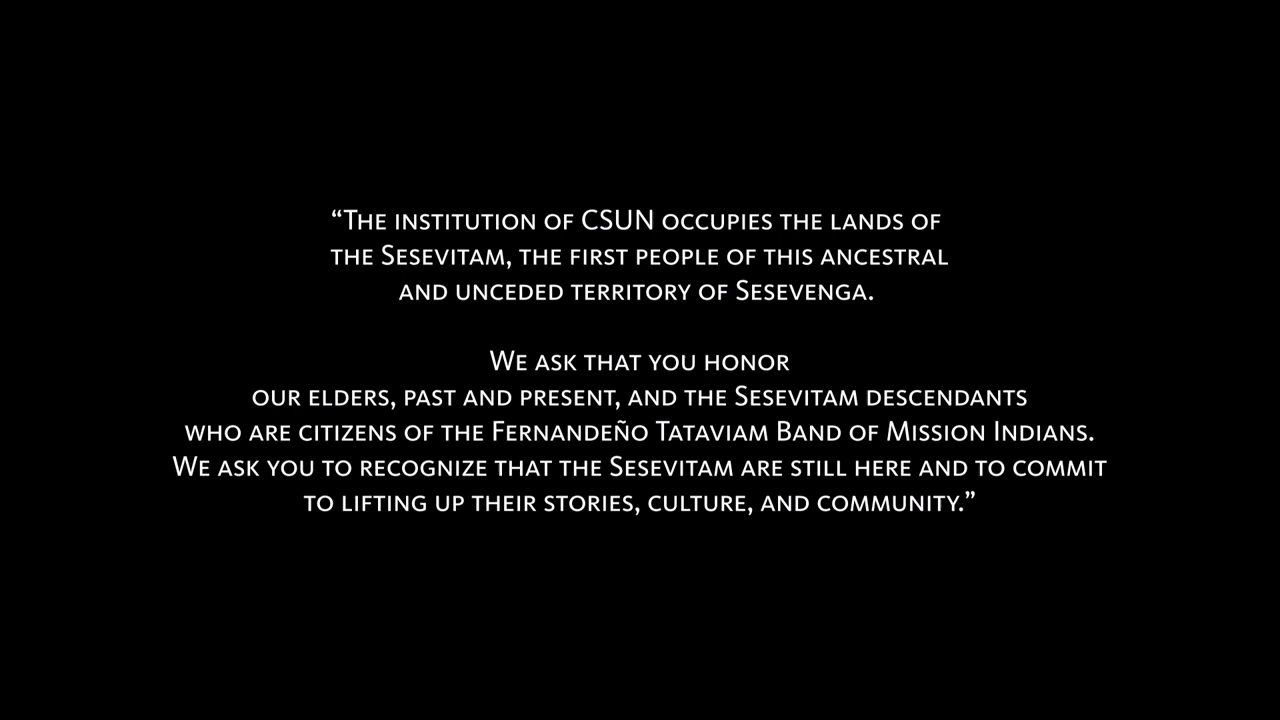 “The institution of CSUN occupies the lands of
the Sesevitam, the first people of this ancestral
and unceded territory of Sesevenga.
We ask that you honor
our elders, past and present, and the Sesevitam descendants
who are citizens of the Fernandeño Tataviam Band of Mission Indians.
We ask you to recognize that the Sesevitam are still here and to commit
to lifting up their stories, culture, and community.”